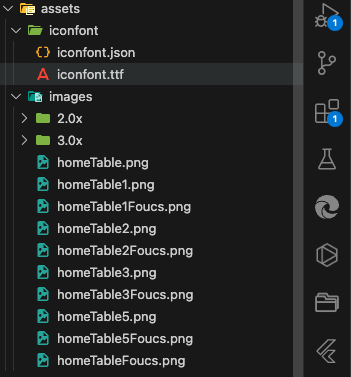 assets
iconfont
iconfont.json
iconfont.ttf
images
2.0x
3.0x
homeTable.png
homeTable1.png
homeTable1Foucs.png
homeTable2.png
homeTable2Foucs.png
homeTable3.png
homeTable3Foucs.png
homeTable5.png
homeTable5Foucs.png
homeTableFoucs.png
1
1